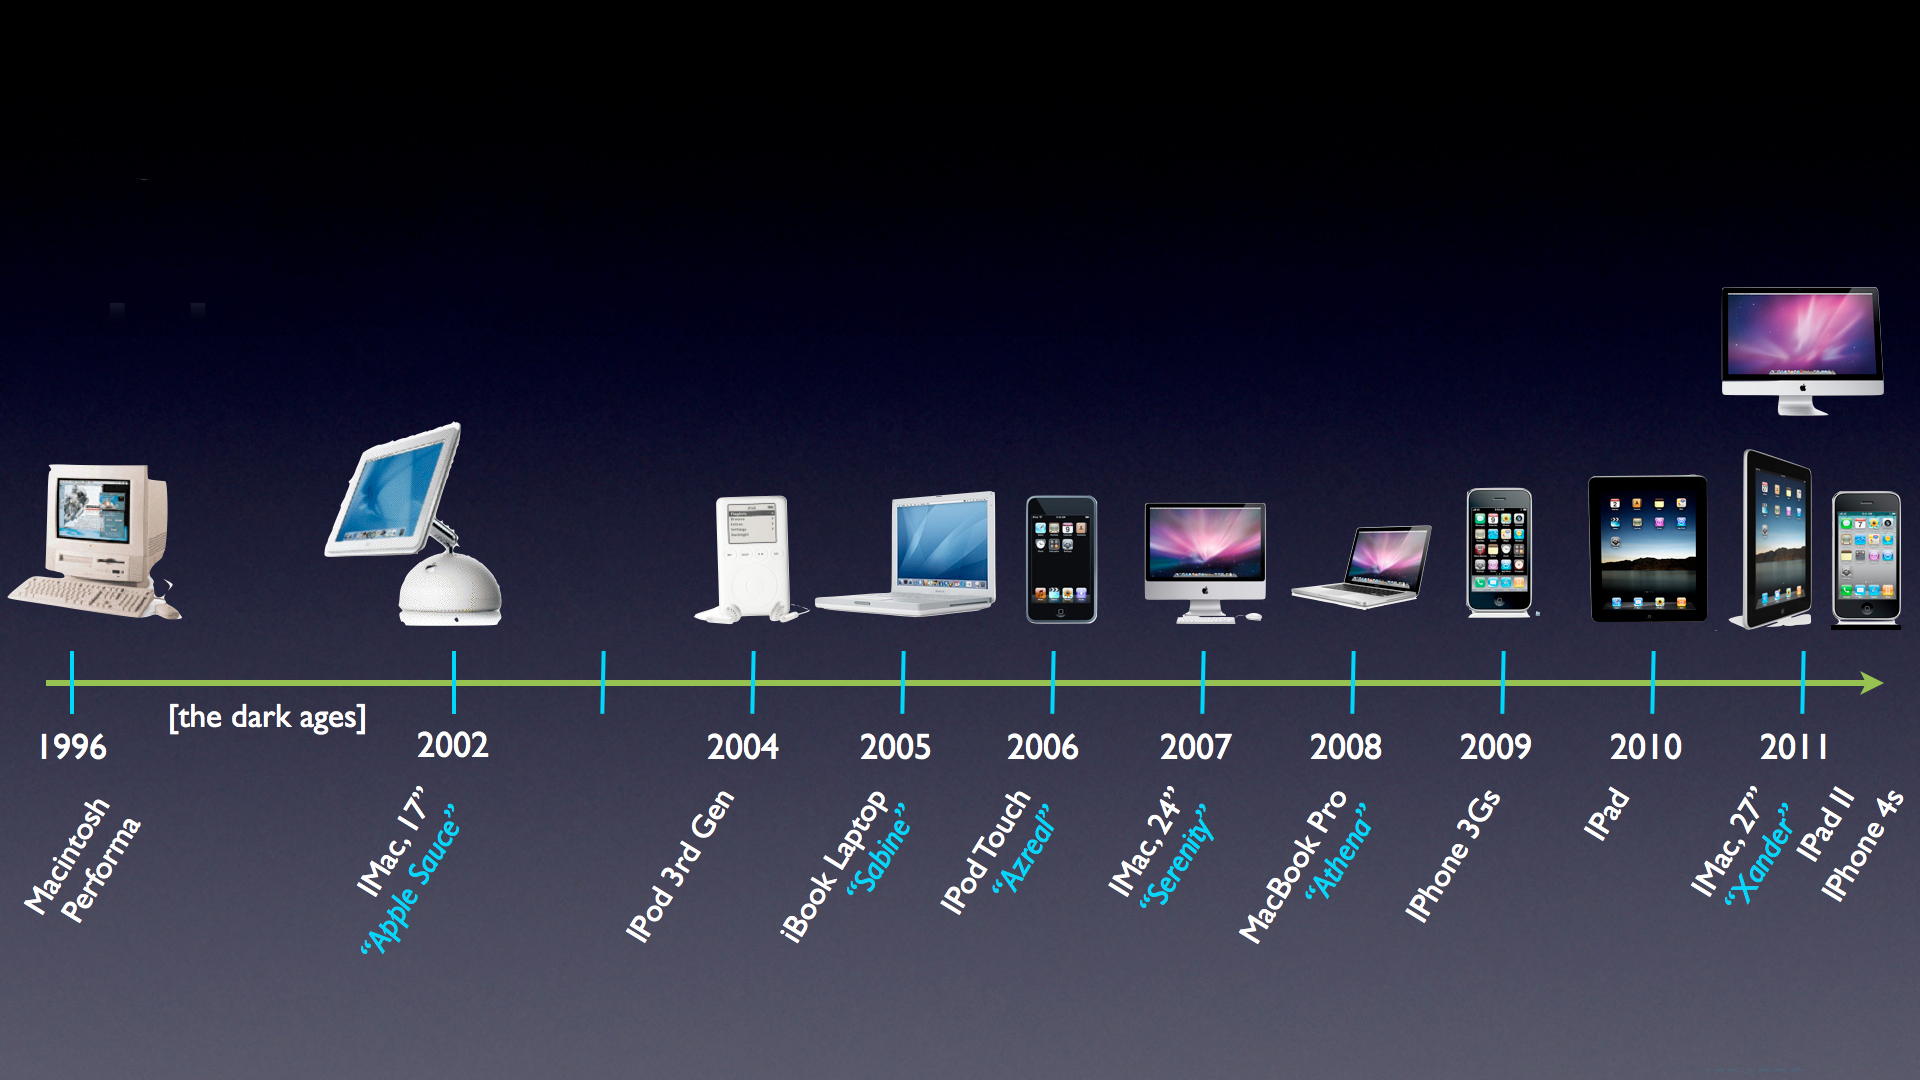 [the dark ages]
1996
2002
2004
2005
2006
2007
2008
2009
2010
2011
Macintosh
Performa
IMac, 17”
“Apple Sauce”
IPod 3rd Gen
iBook Laptop
“Sabine”
IPod Touch
“Azreal”
IMac, 24”
“Serenity”
MacBook Pro
“Athena”
IPhone 3Gs
IPad
IMac, 27”
“Xander”
IPad II
IPhone 4s